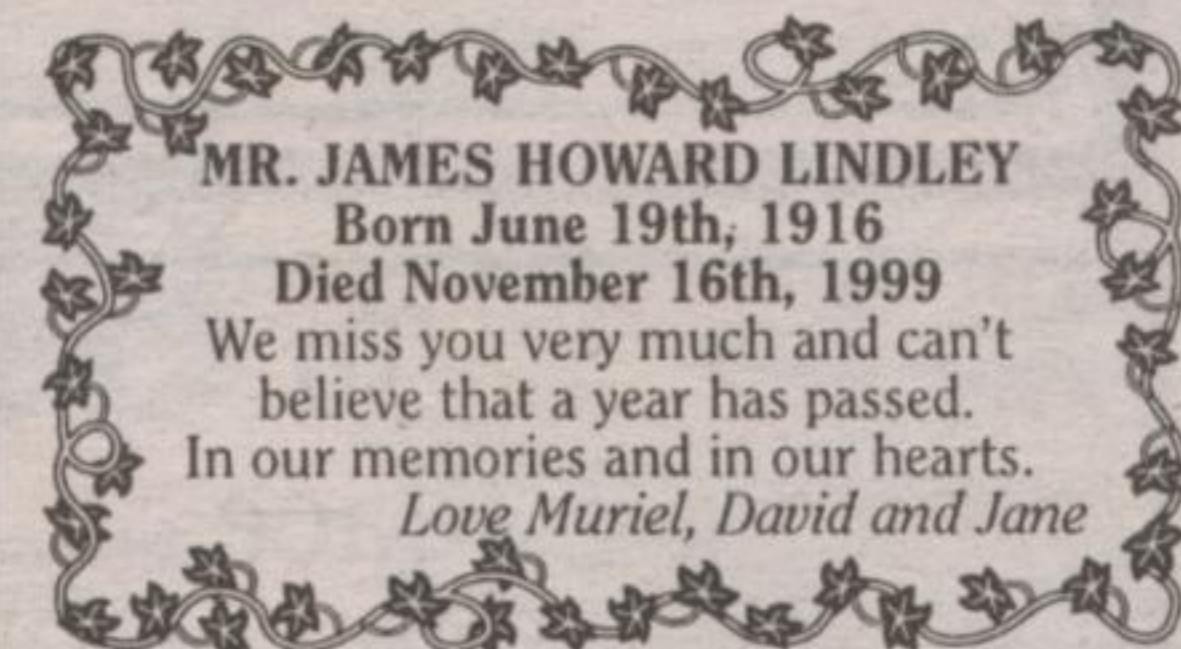 MR. JAMES HOWARD LINDLEY
Born June 19th, 1916
Died November 16th, 1999
We miss you very much and can't
believe that a year has passed.
In our memories and in our hearts.
Love Muriel, David and Jane